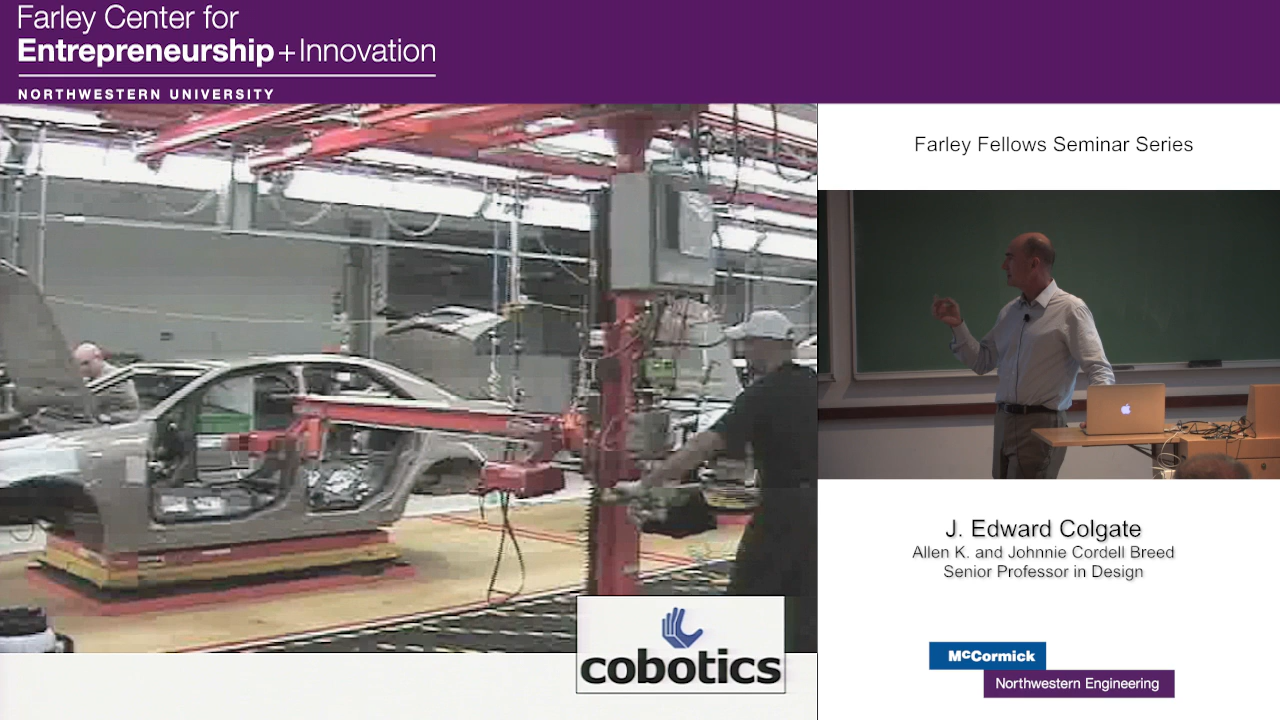 Farley Center for
Entrepreneurship+Innovation
NORTHWESTERN UNIVERSITY
Farley Fellows Seminar Series
J. Edward Colgate
Allen K. and Johnnie Cordell Breed
Senior Professor in Design
cobotics
McCormick
Northwestern Engineering